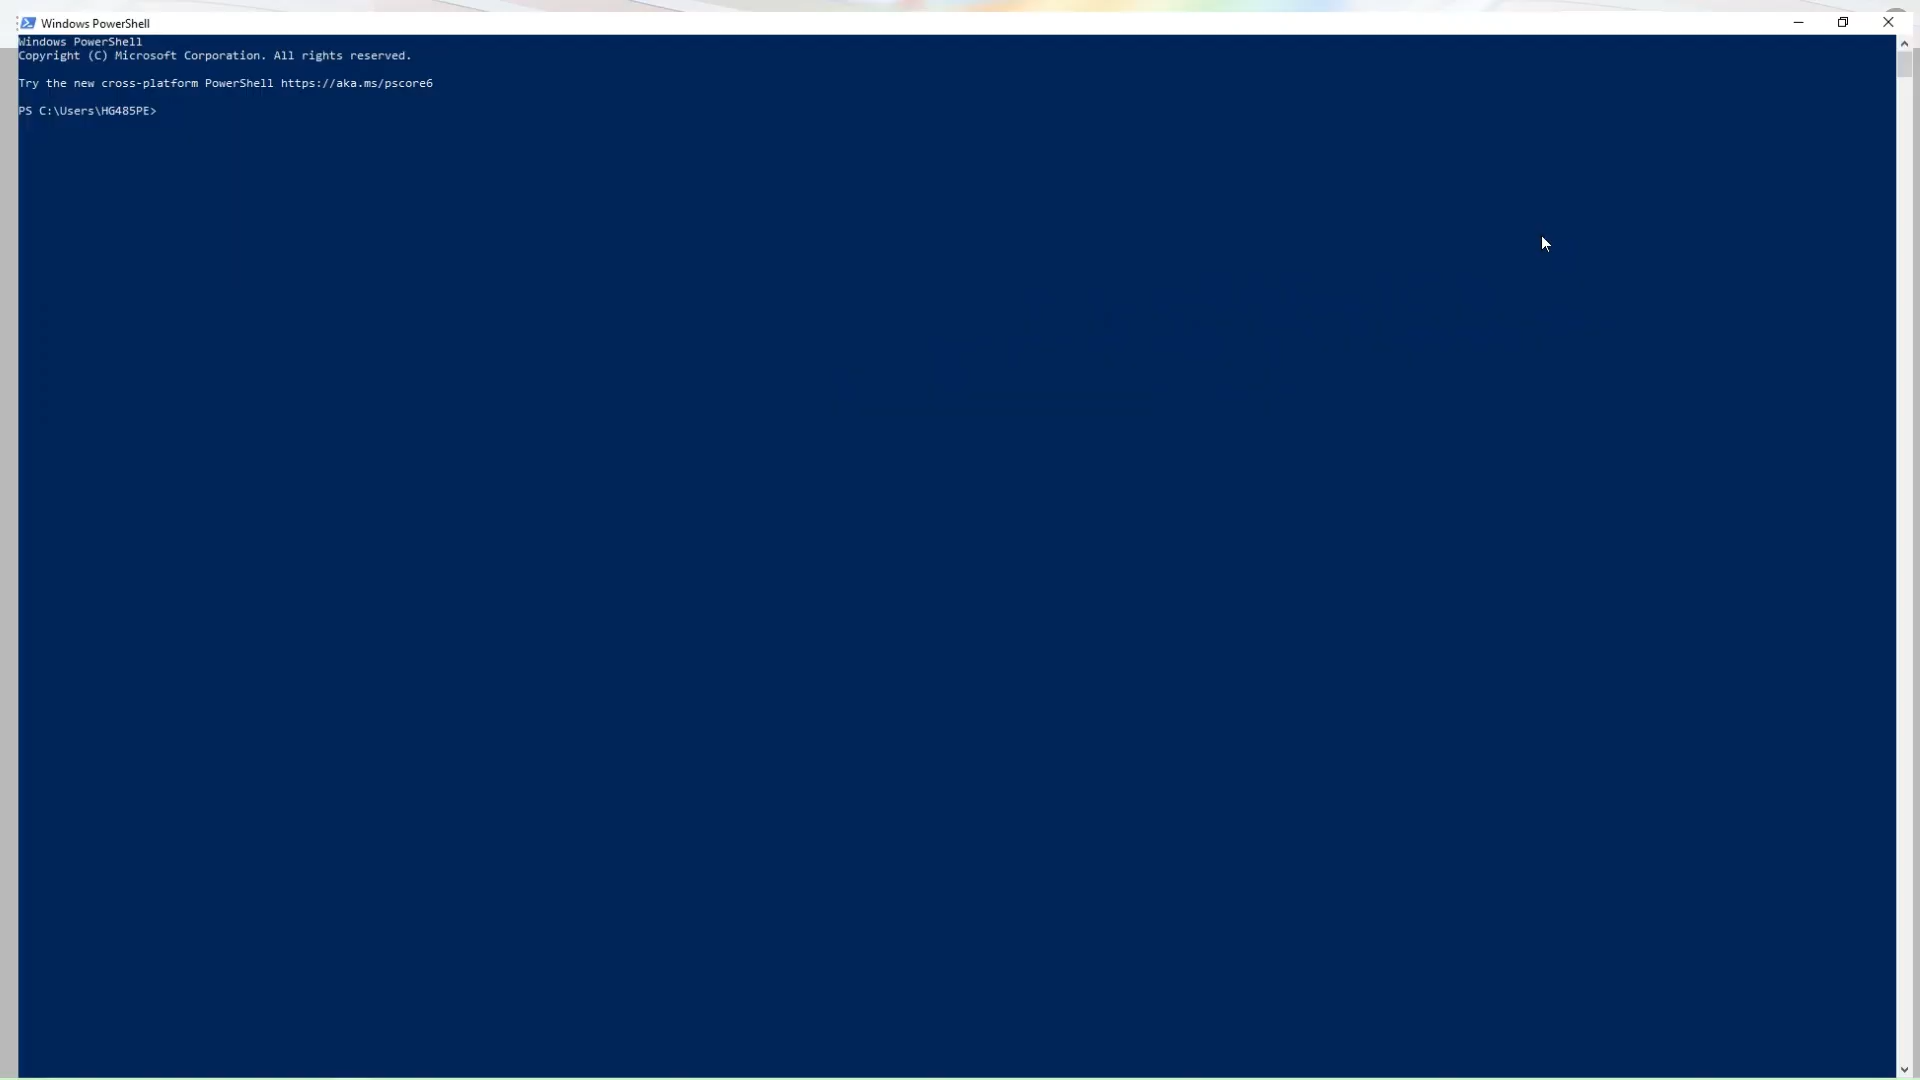 Windows PowerShell
Windows PowerShell
Copyright (C) Microsoft Corporation. All rights reserved.
Try the new cross-platform PowerShell https://aka.ms/pscore6
PS C:\Users\HG485PE>